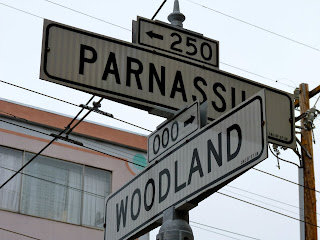 ← 250
PARNASSU
000 →
WOODLAND